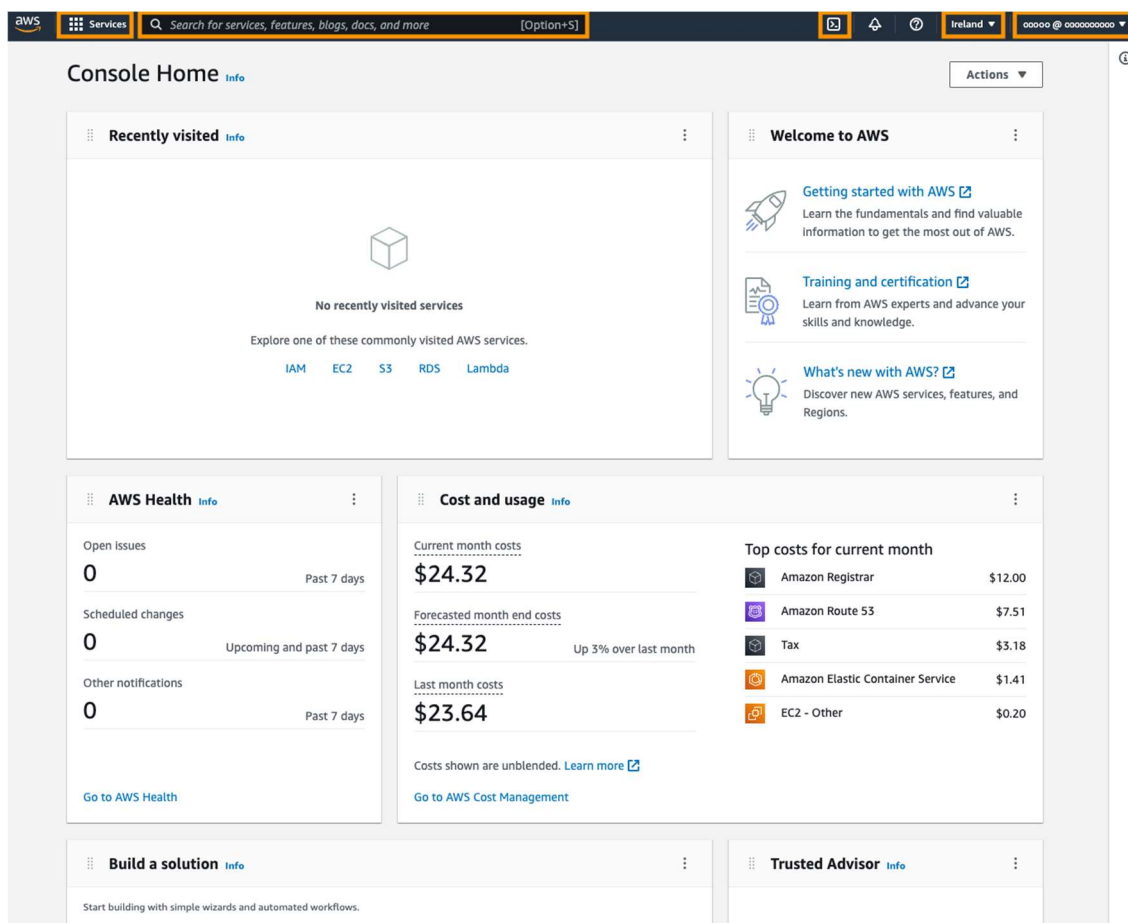 aws
Services
Search for services, features, blogs, docs, and more [Option+S]
Ireland ▼
ooooo @ oooooooooo ▼
Console Home Info
Actions ▼
Recently visited Info
No recently visited services
Explore one of these commonly visited AWS services.
IAM EC2 S3 RDS Lambda
Welcome to AWS
Getting started with AWS
Learn the fundamentals and find valuable
information to get the most out of AWS.
Training and certification
Learn from AWS experts and advance your
skills and knowledge.
What's new with AWS?
Discover new AWS services, features, and
Regions.
AWS Health Info
Open issues
0 Past 7 days
Scheduled changes
0 Upcoming and past 7 days
Other notifications
0 Past 7 days
Go to AWS Health
Cost and usage Info
Current month costs
$24.32
Forecasted month end costs
$24.32 Up 3% over last month
Last month costs
$23.64
Costs shown are unblended. Learn more
Go to AWS Cost Management
Top costs for current month
Amazon Registrar $12.00
Amazon Route 53 $7.51
Tax $3.18
Amazon Elastic Container Service $1.41
EC2 - Other $0.20
Build a solution Info
Start building with simple wizards and automated workflows.
Trusted Advisor Info